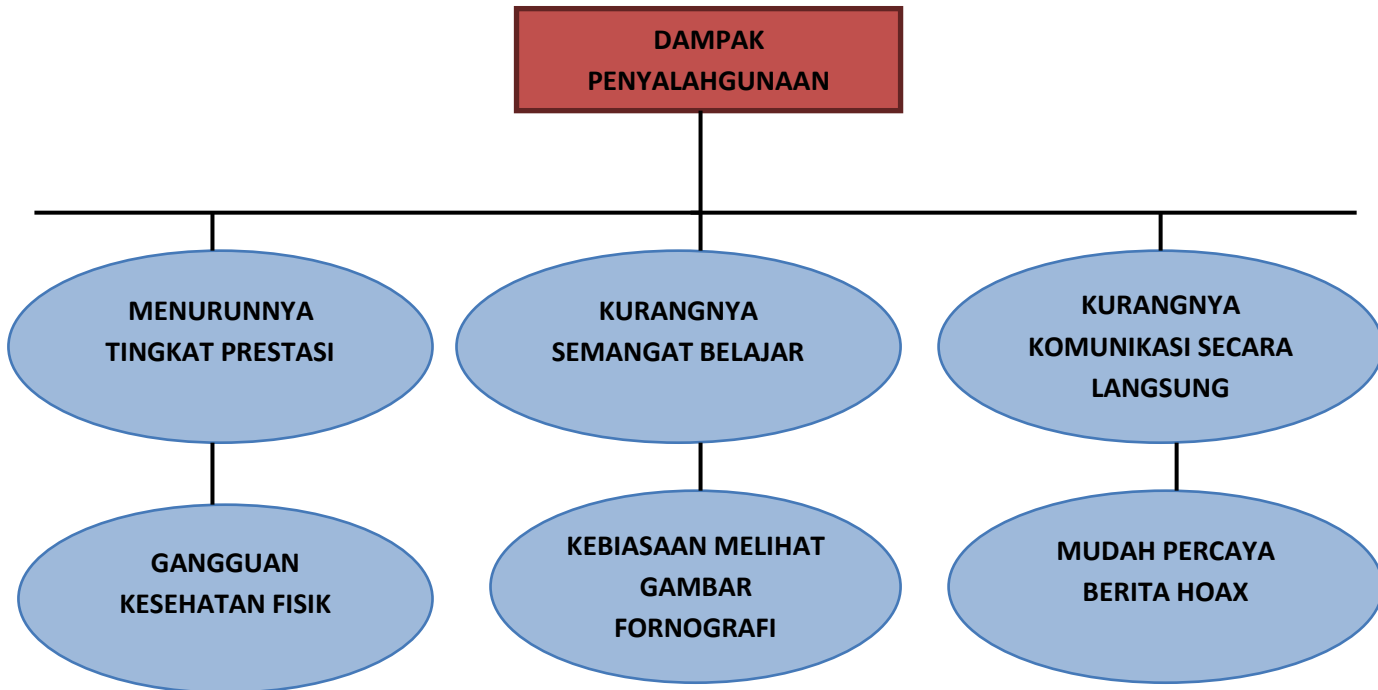 DAMPAK
PENYALAHGUNAAN
MENURUNNYA
TINGKAT PRESTASI
KURANGNYA
SEMANGAT BELAJAR
KURANGNYA
KOMUNIKASI SECARA
LANGSUNG
GANGGUAN
KESEHATAN FISIK
KEBIASAAN MELIHAT
GAMBAR
FORNOGRAFI
MUDAH PERCAYA
BERITA HOAX